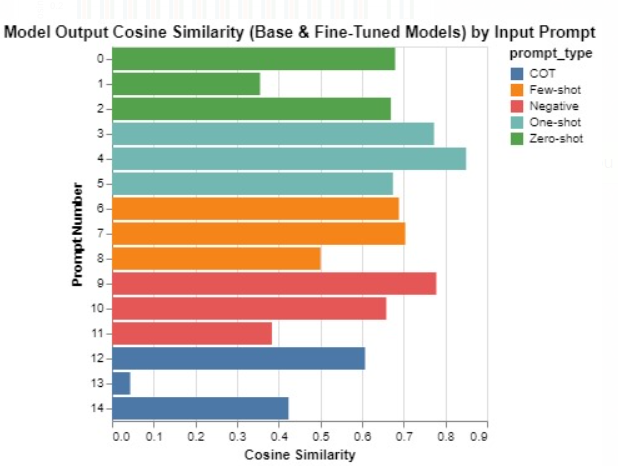 Model Output Cosine Similarity (Base & Fine-Tuned Models) by Input Prompt
prompt_type
COT
Few-shot
Negative
One-shot
Zero-shot
Prompt Number
0
1
2
3
4
5
6
7
8
9
10
11
12
13
14
0.0 0.1 0.2 0.3 0.4 0.5 0.6 0.7 0.8 0.9
Cosine Similarity